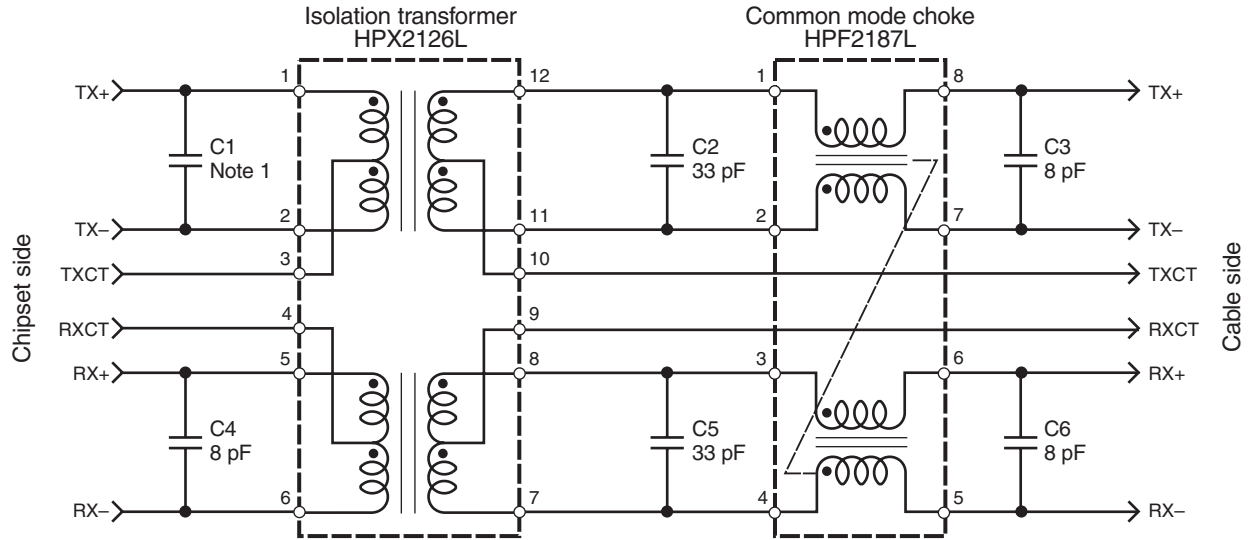 Isolation transformer
HPX2126L
Common mode choke
HPF2187L
1
12
1
8
TX+
TX+
C1
Note 1
C2
33 pF
C3
8 pF
2
11
2
7
TX–
TX–
3
10
TXCT
TXCT
4
9
RXCT
RXCT
5
8
3
6
RX+
RX+
C4
8 pF
C5
33 pF
C6
8 pF
6
7
4
5
RX–
RX–
Chipset side
Cable side